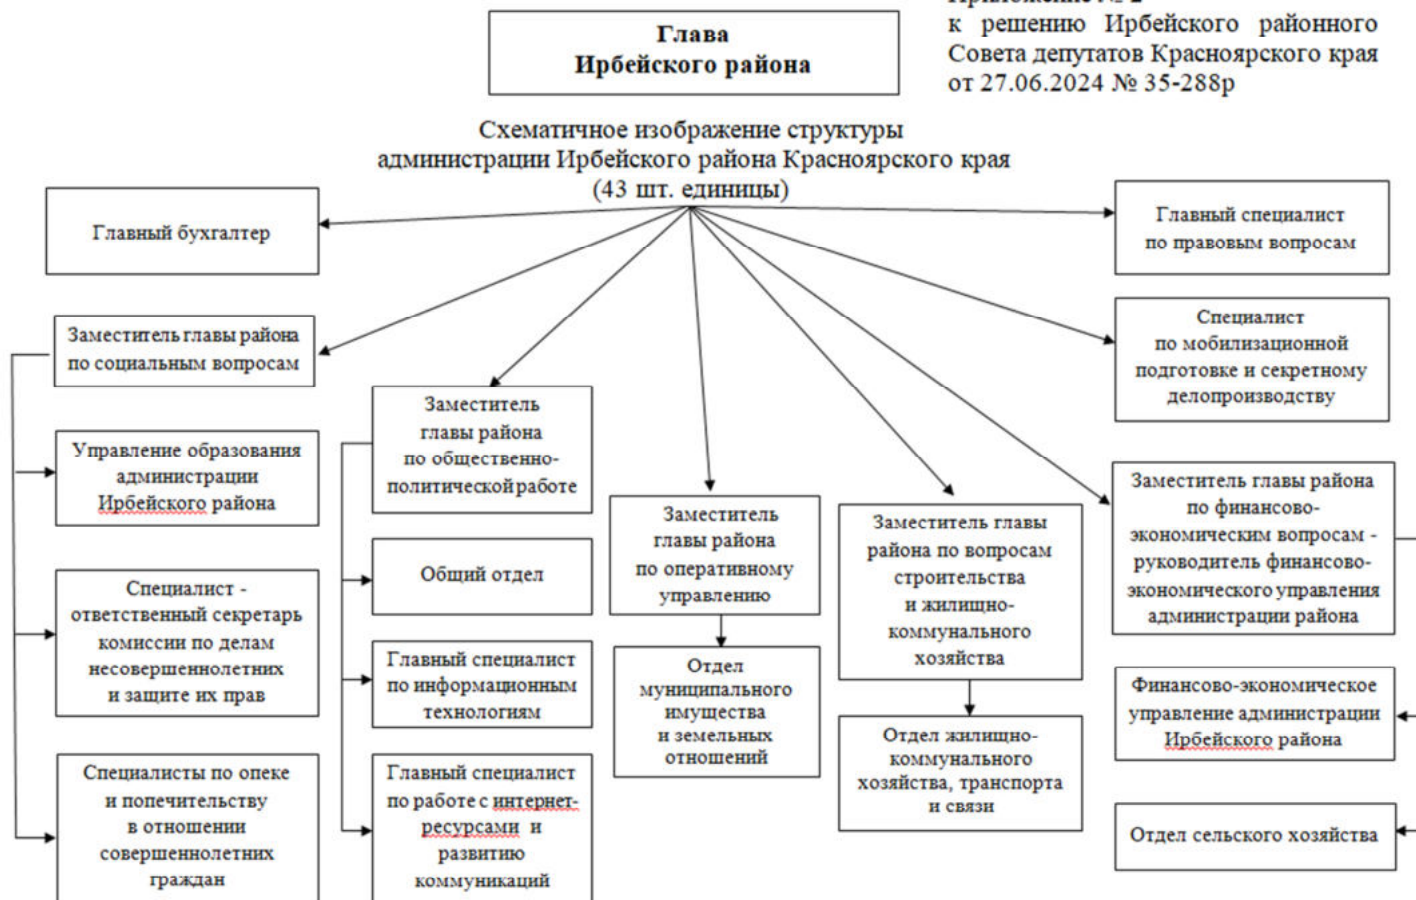 Приложение № 2
к решению Ирбейского районного
Совета депутатов Красноярского края
от 27.06.2024 № 35-288р
Глава
Ирбейского района
Схематичное изображение структуры
администрации Ирбейского района Красноярского края
(43 шт. единицы)
Главный бухгалтер
Главный специалист
по правовым вопросам
Заместитель главы района
по социальным вопросам
Специалист
по мобилизационной
подготовке и секретному
делопроизводству
Управление образования
администрации
Ирбейского района
Специалист -
ответственный секретарь
комиссии по делам
несовершеннолетних
и защите их прав
Специалисты по опеке
и попечительству
в отношении
совершеннолетних
граждан
Заместитель
главы района
по общественно-
политической работе
Общий отдел
Главный специалист
по информационным
технологиям
Главный специалист
по работе с интернет-
ресурсами и
развитию
коммуникаций
Заместитель
главы района
по оперативному
управлению
Отдел
муниципального
имущества
и земельных
отношений
Заместитель главы
района по вопросам
строительства
и жилищно-
коммунального
хозяйства
Отдел жилищно-
коммунального
хозяйства, транспорта
и связи
Заместитель главы района
по финансово-
экономическим вопросам -
руководитель финансово-
экономического управления
администрации района
Финансово-экономическое
управление администрации
Ирбейского района
Отдел сельского хозяйства